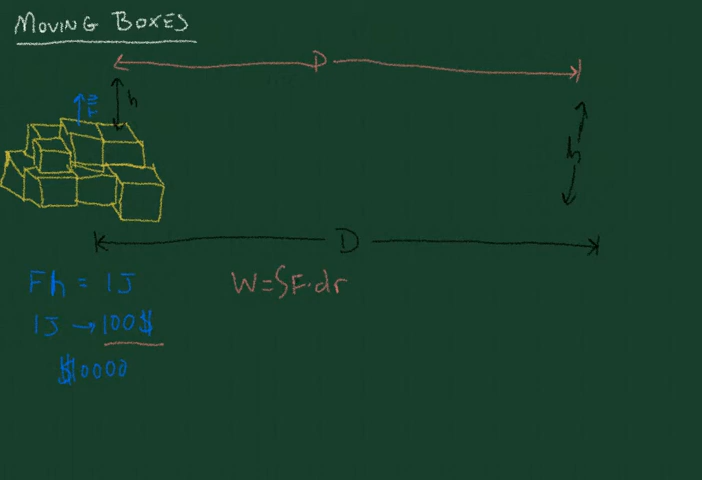 MOVING BOXES
D
h
F
h
D
Fh = 1J
W=∫F·dr
1J → 100$
$10000